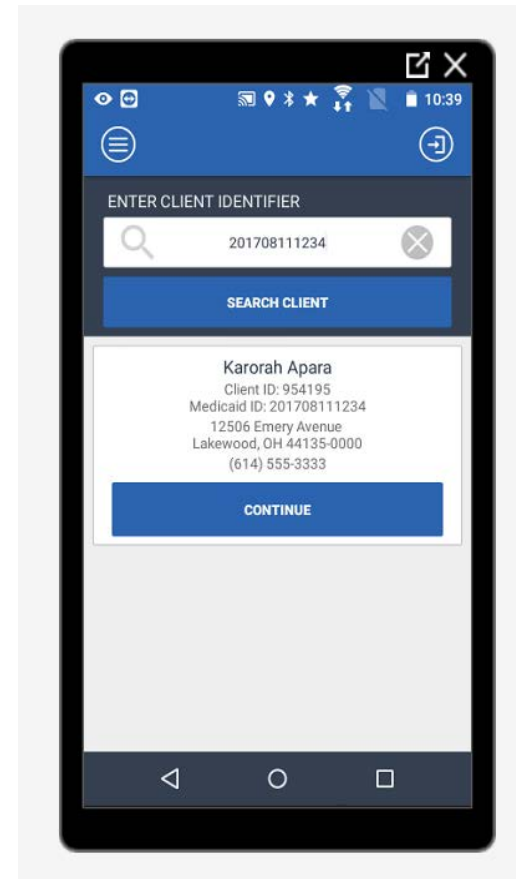 10:39
ENTER CLIENT IDENTIFIER
201708111234
SEARCH CLIENT
Karorah Apara
Client ID: 954195
Medicaid ID: 201708111234
12506 Emery Avenue
Lakewood, OH 44135-0000
(614) 555-3333
CONTINUE